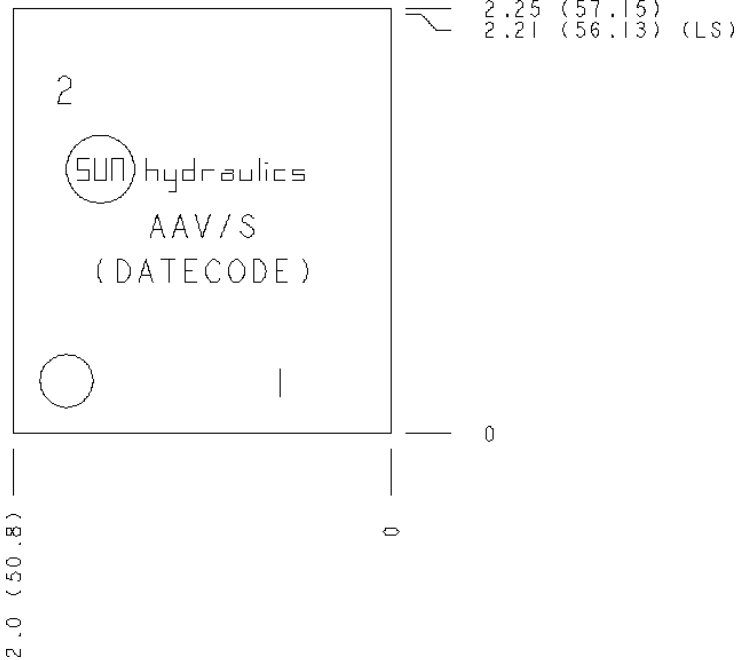 2.25 (57.15)
2.21 (56.13) (LS)
2
SUN hydraulics
AAV/S
(DATECODE)
1
0
0
2.0 (50.8)